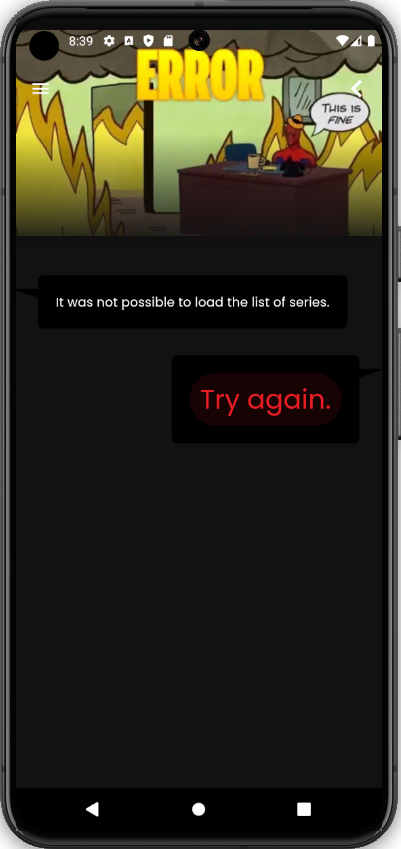 8:39
ERROR
THIS IS
FINE
It was not possible to load the list of series.
Try again.